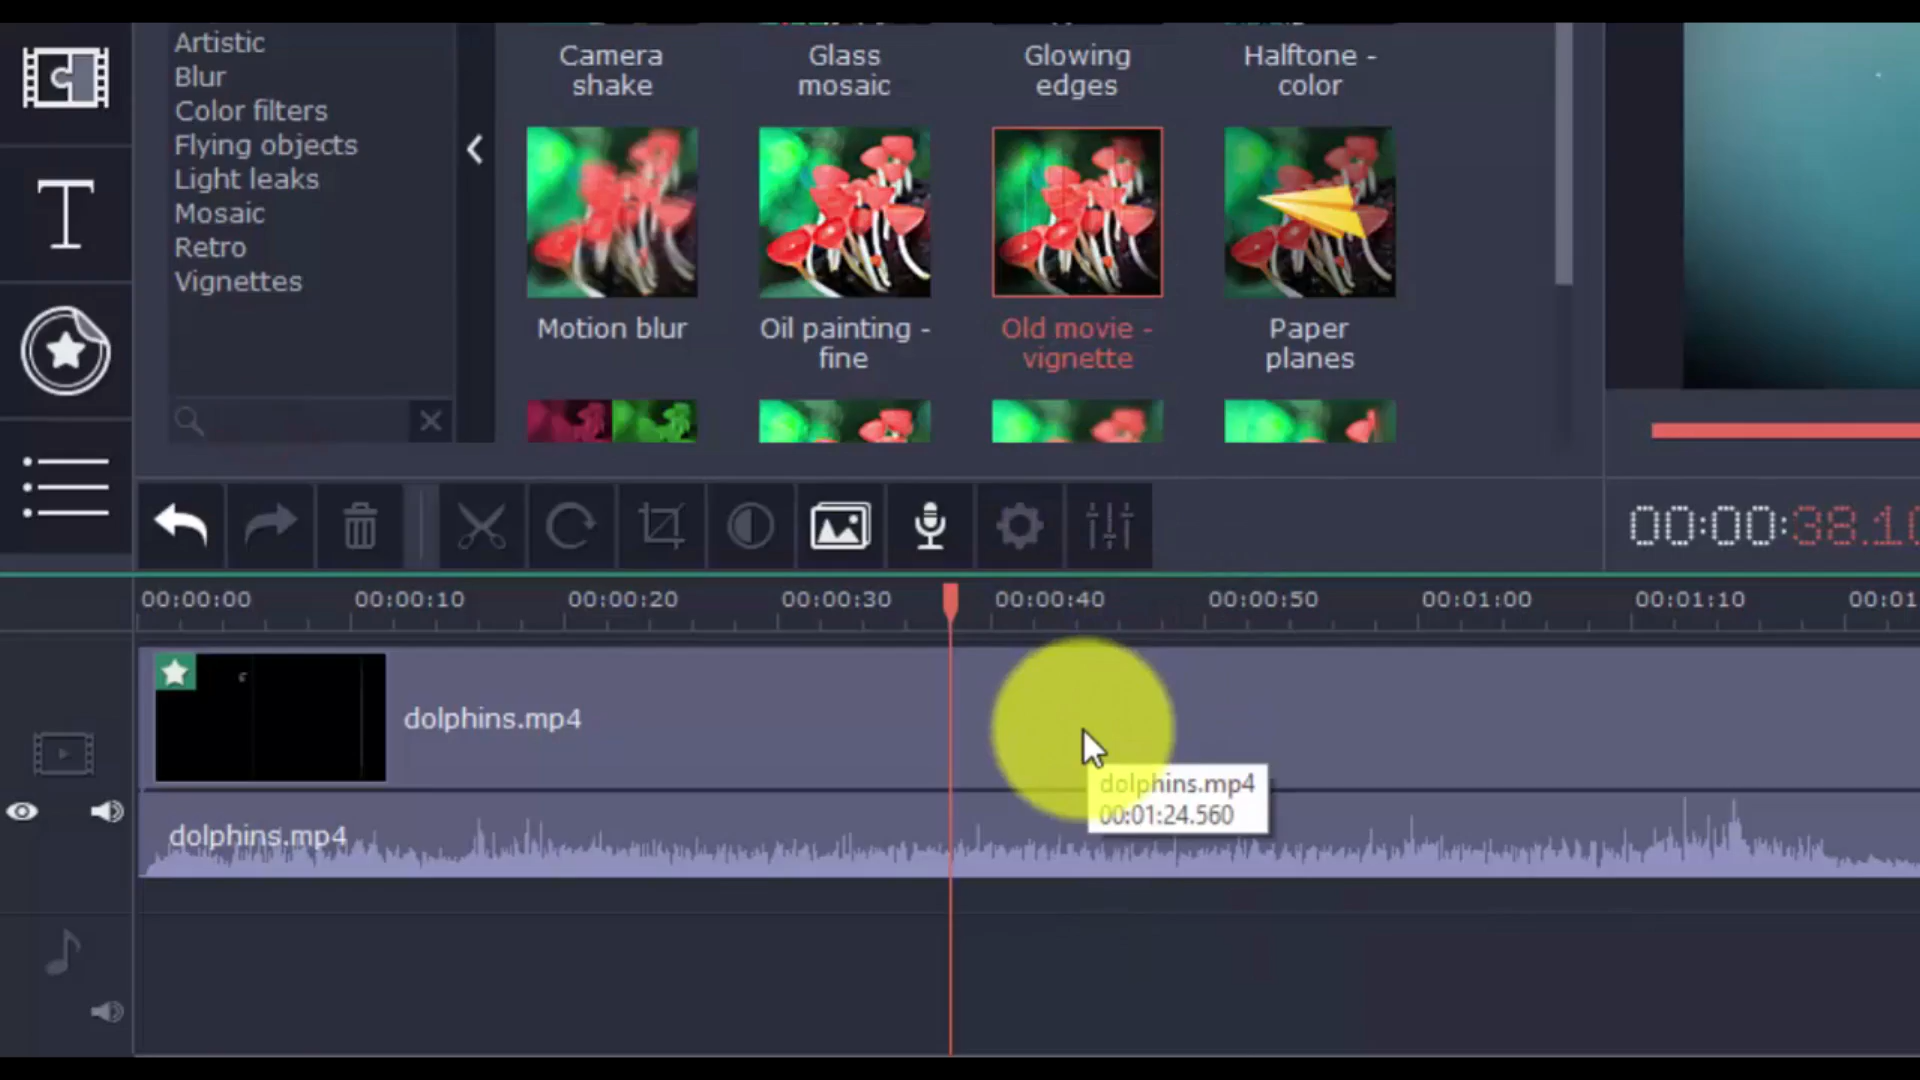 Artistic
Blur
Color filters
Flying objects
Light leaks
Mosaic
Retro
Vignettes
Camera
shake
Glass
mosaic
Glowing
edges
Halftone -
color
Motion blur
Oil painting -
fine
Old movie -
vignette
Paper
planes
00:00:38.10
00:00:00
00:00:10
00:00:20
00:00:30
00:00:40
00:00:50
00:01:00
00:01:10
00:01
dolphins.mp4
dolphins.mp4
00:01:24.560
dolphins.mp4